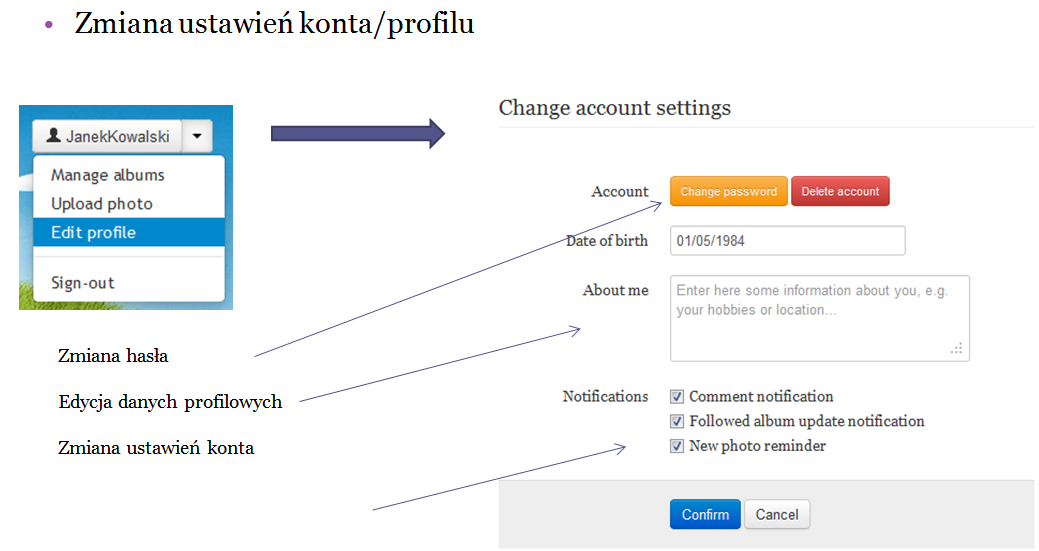 • Zmiana ustawień konta/profilu
JanekKowalski
Manage albums
Upload photo
Edit profile
Sign-out
Zmiana hasła
Edycja danych profilowych
Zmiana ustawień konta
Change account settings
Account Change password Delete account
Date of birth 01/05/1984
About me Enter here some information about you, e.g.
your hobbies or location...
Notifications Comment notification
Followed album update notification
New photo reminder
Confirm Cancel